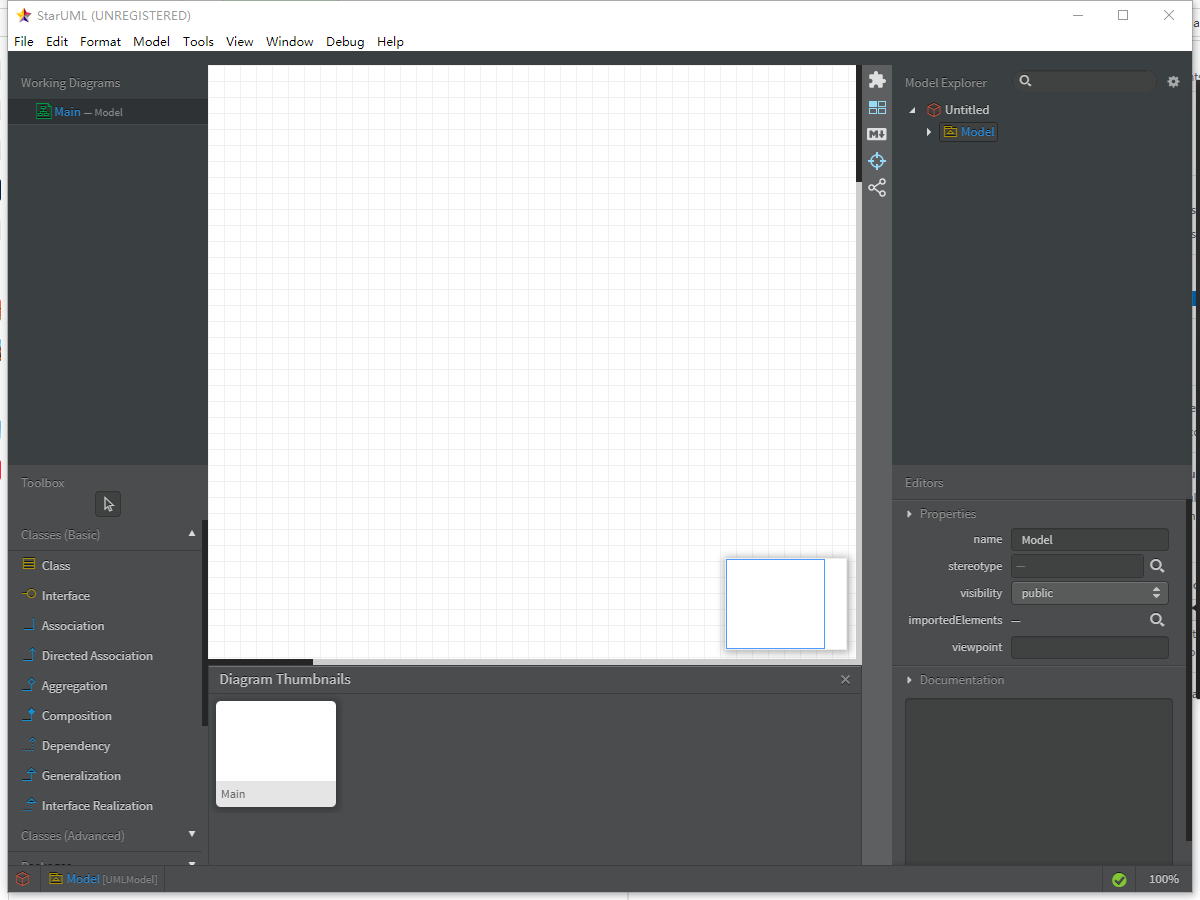 StarUML (UNREGISTERED)
File Edit Format Model Tools View Window Debug Help
Working Diagrams
Main — Model
Toolbox
Classes (Basic)
Class
Interface
Association
Directed Association
Aggregation
Composition
Dependency
Generalization
Interface Realization
Classes (Advanced)
Diagram Thumbnails
Main
M
Model Explorer
Untitled
Model
Editors
Properties
name Model
stereotype —
visibility public
importedElements —
viewpoint
Documentation
Model [UMLModel]
100%